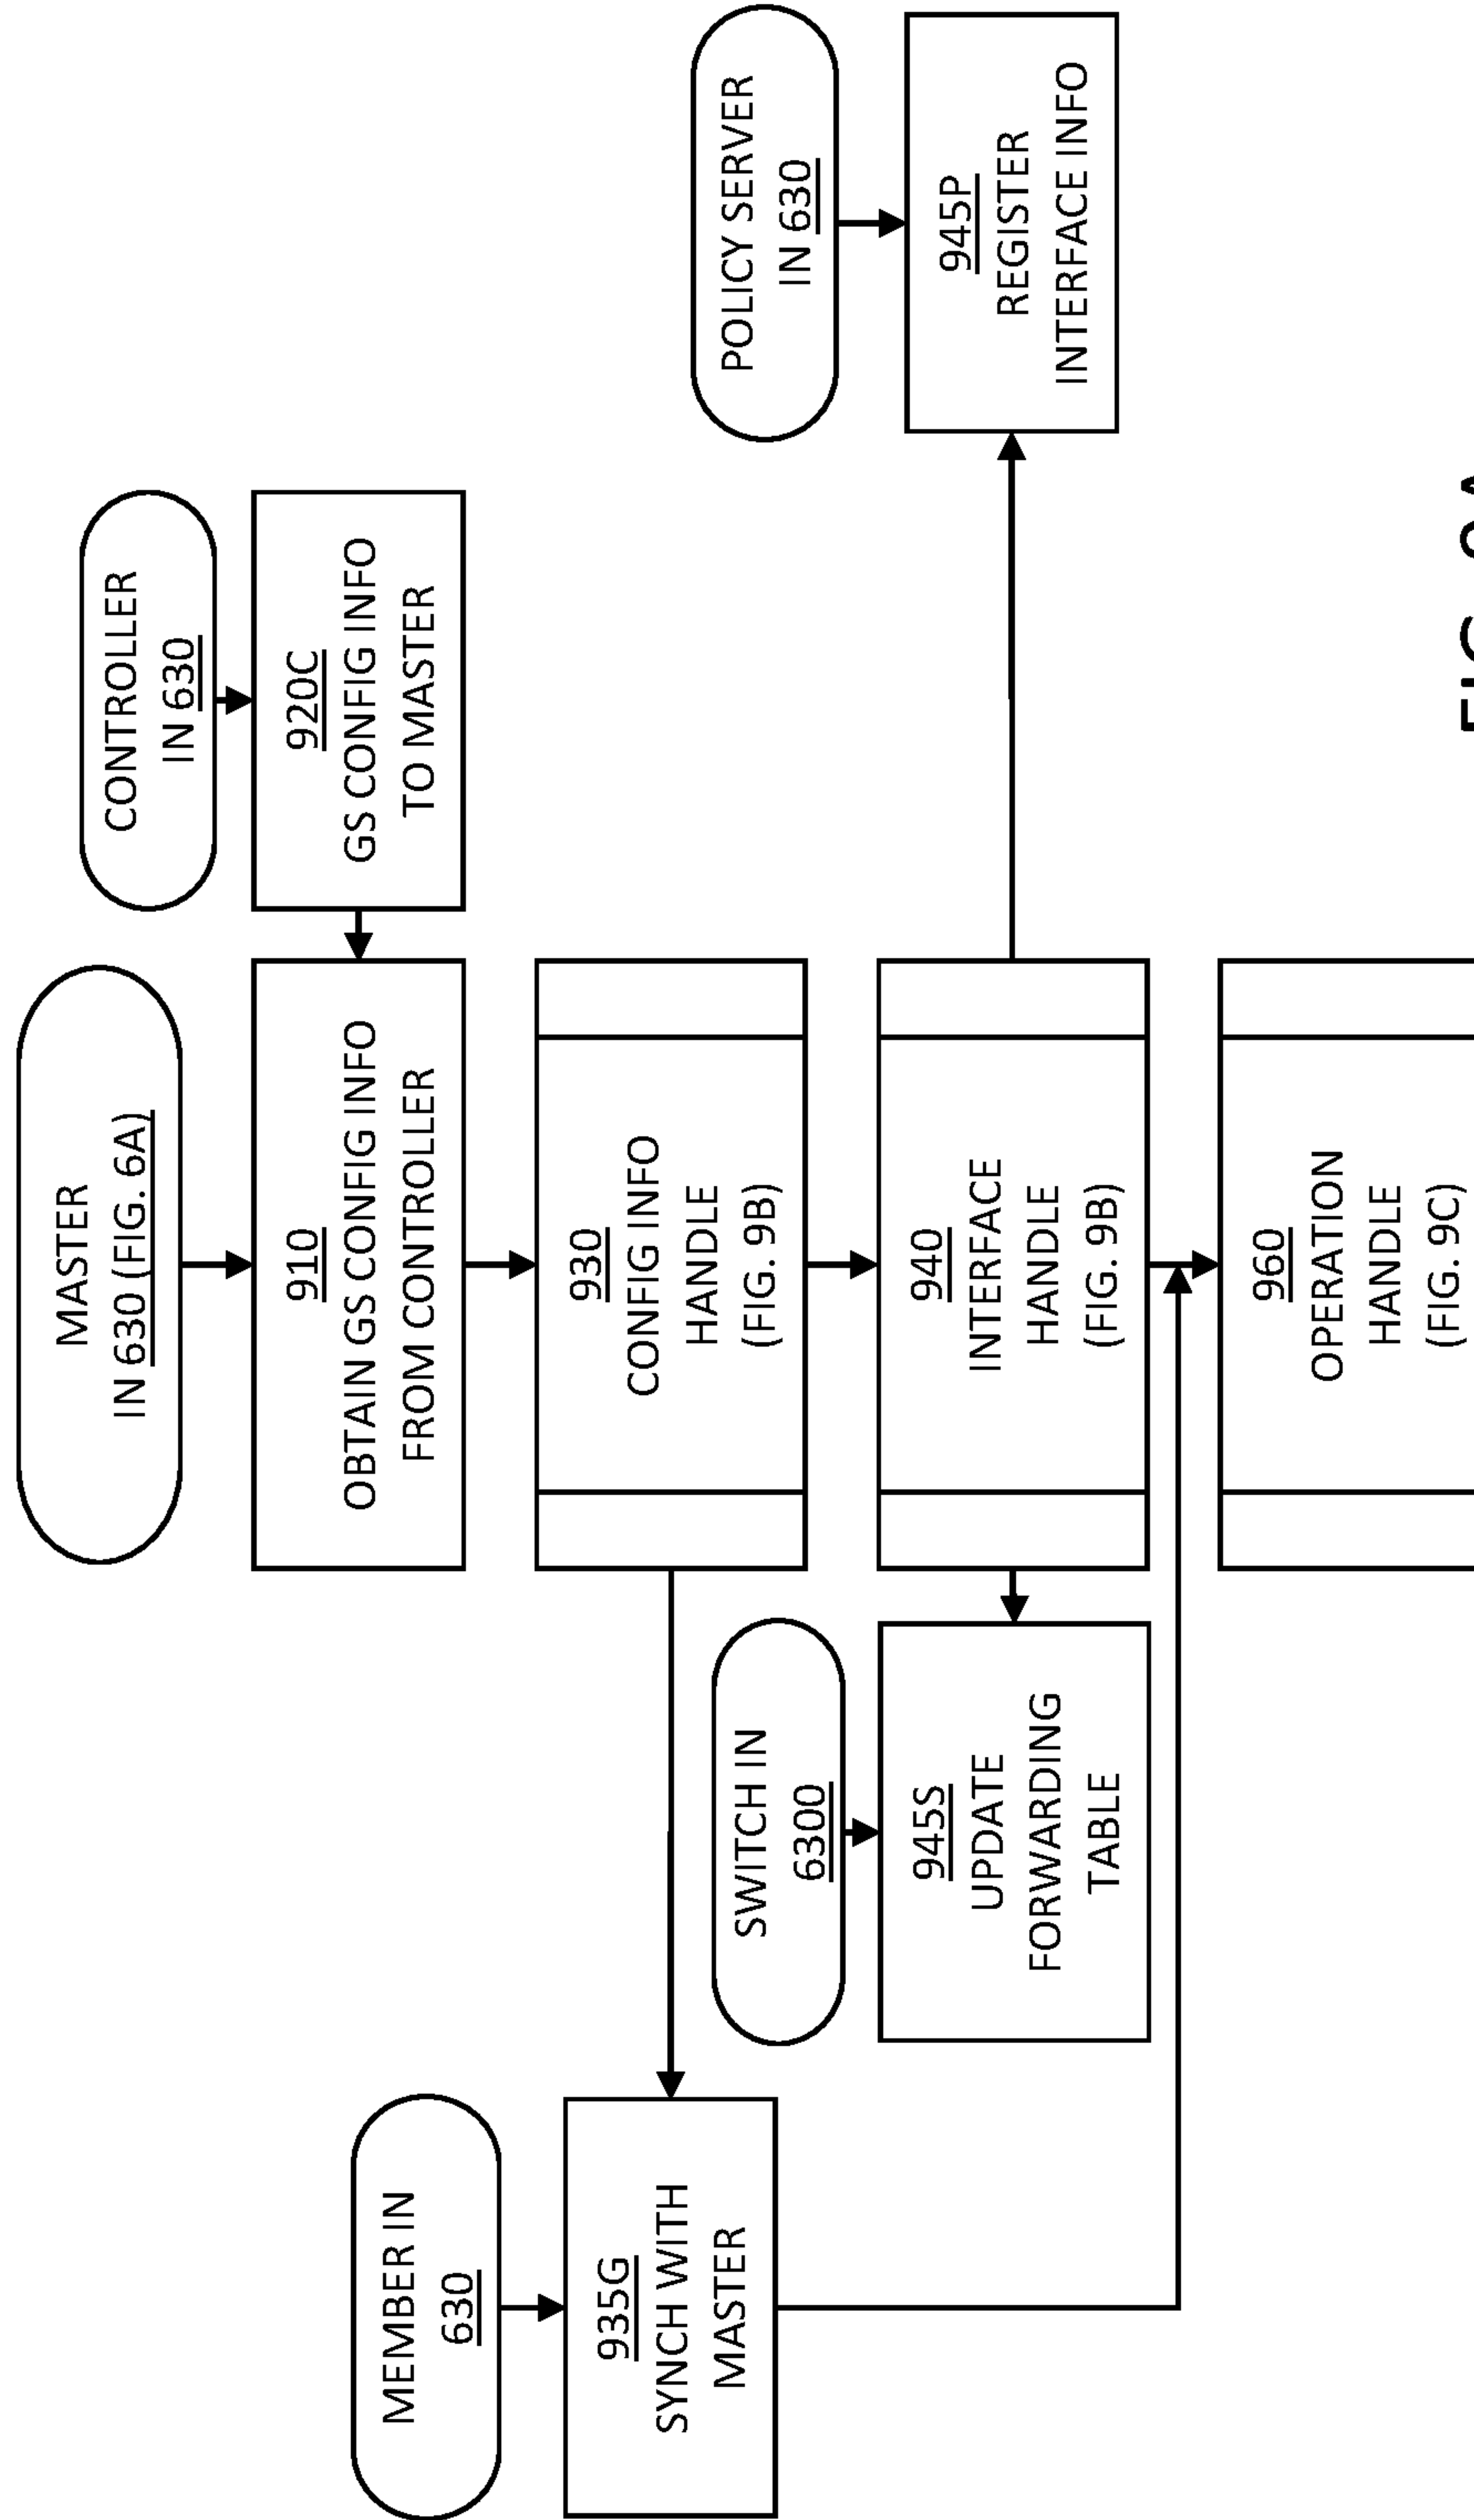 MASTER
IN 630 (FIG. 6A)
CONTROLLER
IN 630
910
OBTAIN GS CONFIG INFO
FROM CONTROLLER
920C
GS CONFIG INFO
TO MASTER
MEMBER IN
630
935G
SYNCH WITH
MASTER
930
CONFIG INFO
HANDLE
(FIG. 9B)
SWITCH IN
6300
POLICY SERVER
IN 630
945S
UPDATE
FORWARDING
TABLE
940
INTERFACE
HANDLE
(FIG. 9B)
945P
REGISTER
INTERFACE INFO
960
OPERATION
HANDLE
(FIG. 9C)